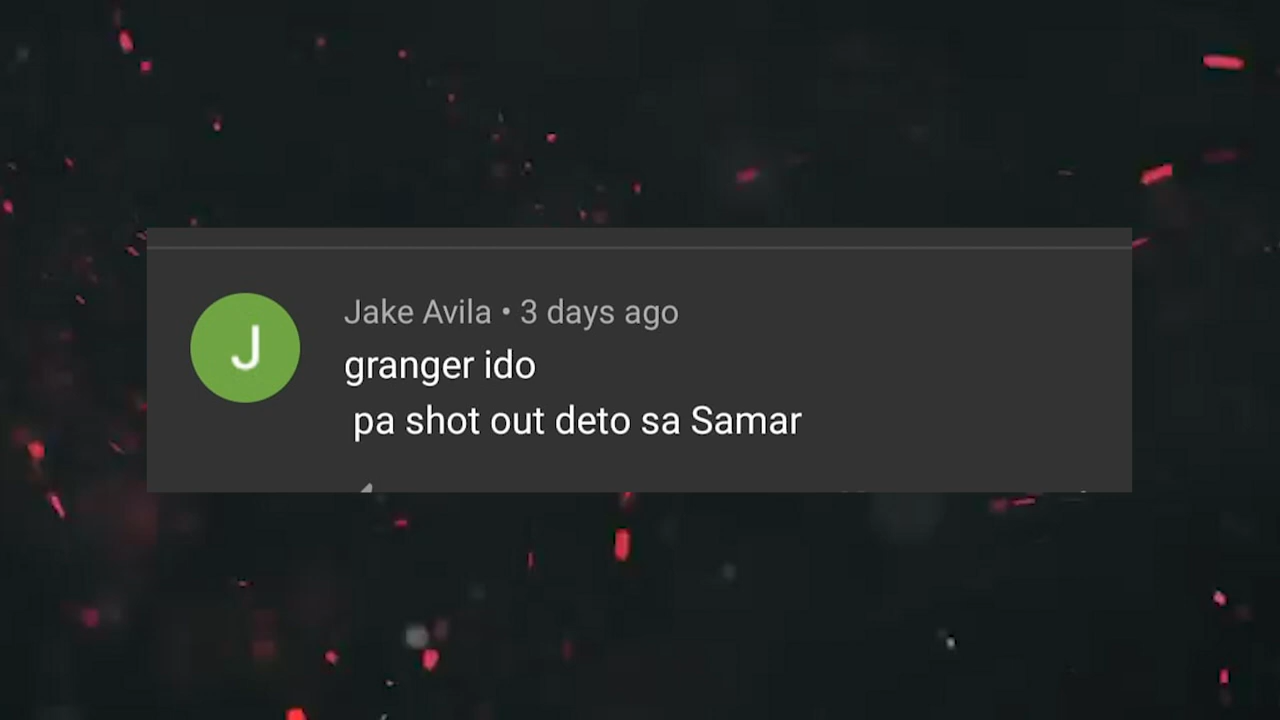 J
Jake Avila • 3 days ago
granger ido
pa shot out deto sa Samar